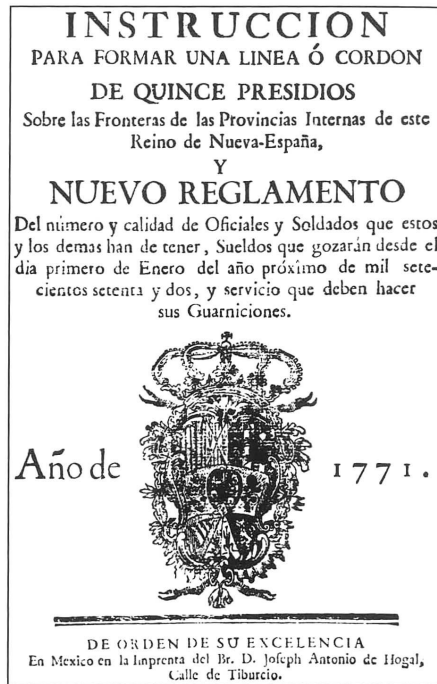 INSTRUCCION
PARA FORMAR UNA LINEA Ó CORDON
DE QUINCE PRESIDIOS
Sobre las Fronteras de las Provincias Internas de este
Reino de Nueva-España,
Y
NUEVO REGLAMENTO
Del número y calidad de Oficiales y Soldados que estos
y los demas han de tener, Sueldos que gozarán desde el
dia primero de Enero del año próximo de mil sete-
cientos setenta y dos, y servicio que deben hacer
sus Guarniciones.
Año de 1771.
DE ORDEN DE SU EXCELENCIA
En Mexico en la Imprenta del Br. D. Joseph Antonio de Hogal,
Calle de Tiburcio.